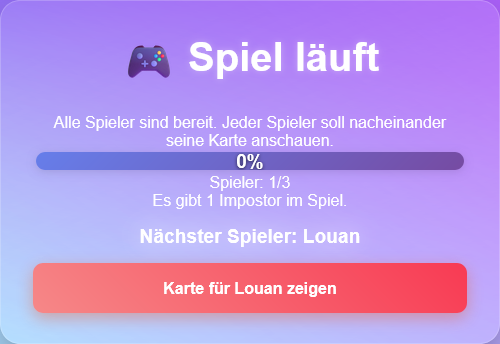 Spiel läuft
Alle Spieler sind bereit. Jeder Spieler soll nacheinander
seine Karte anschauen.
0%
Spieler: 1/3
Es gibt 1 Impostor im Spiel.
Nächster Spieler: Louan
Karte für Louan zeigen